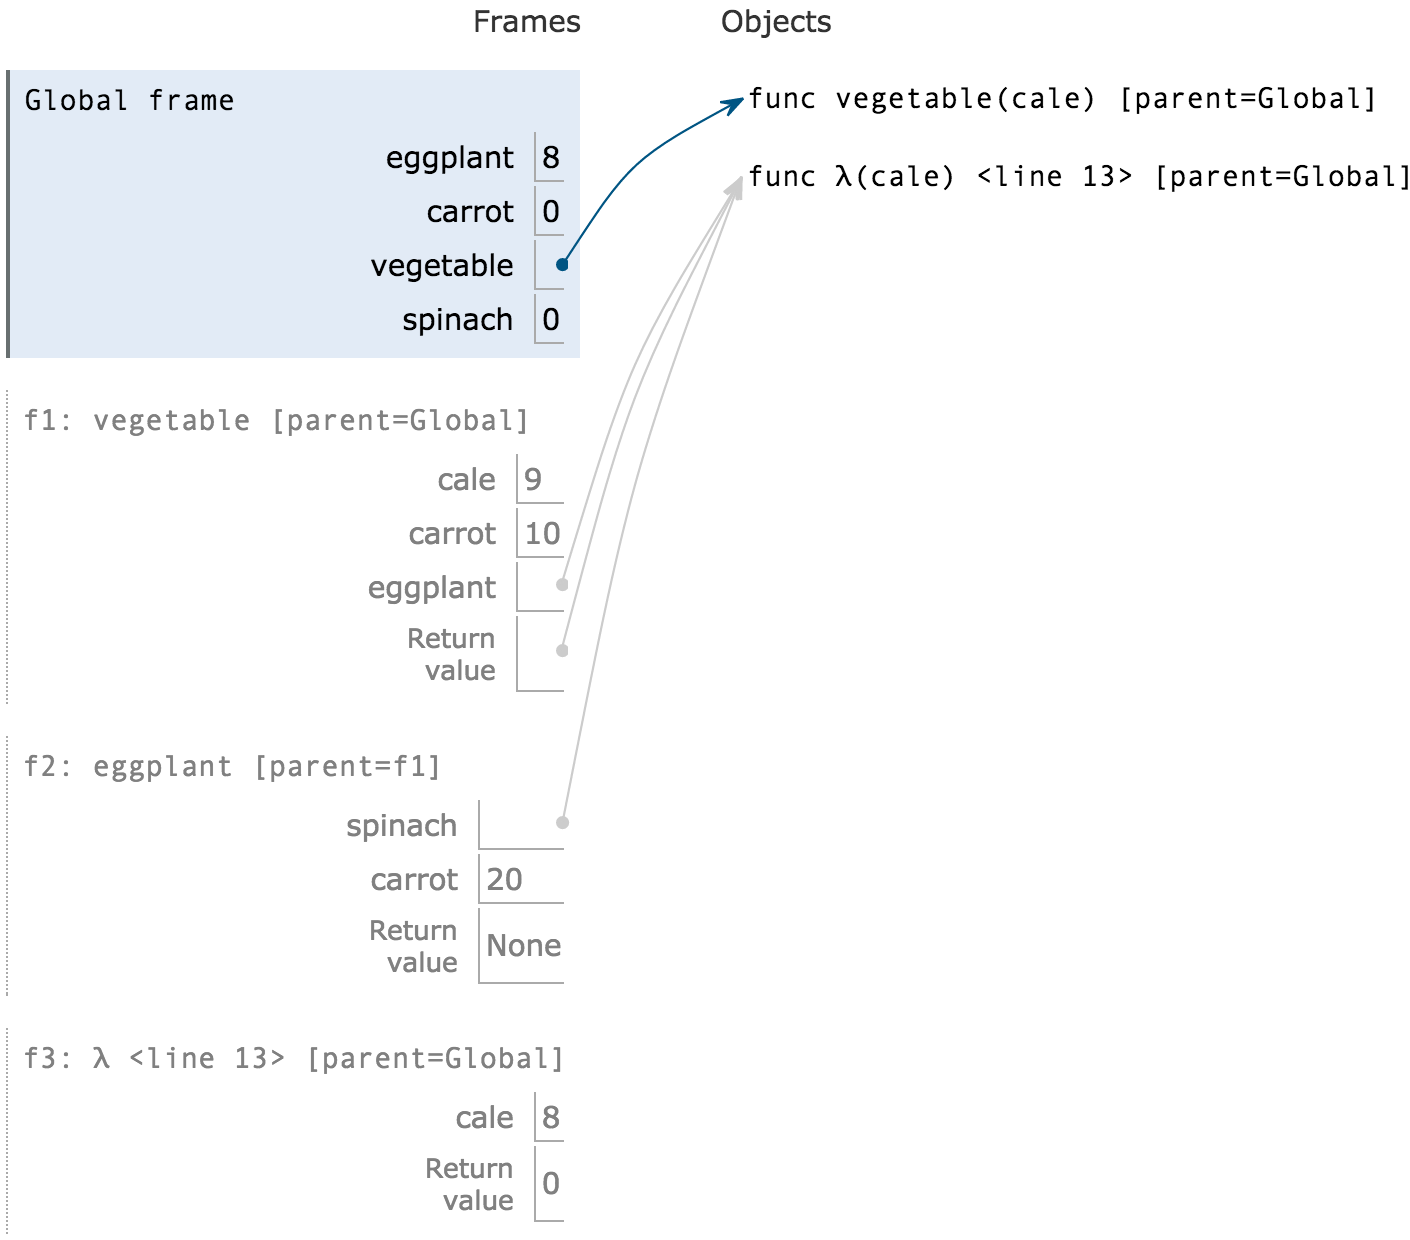 Frames Objects
Global frame
eggplant 8
carrot 0
vegetable
spinach 0
func vegetable(cale) [parent=Global]
func λ(cale) <line 13> [parent=Global]
f1: vegetable [parent=Global]
cale 9
carrot 10
eggplant
Return
value
f2: eggplant [parent=f1]
spinach
carrot 20
Return
value None
f3: λ <line 13> [parent=Global]
cale 8
Return
value 0